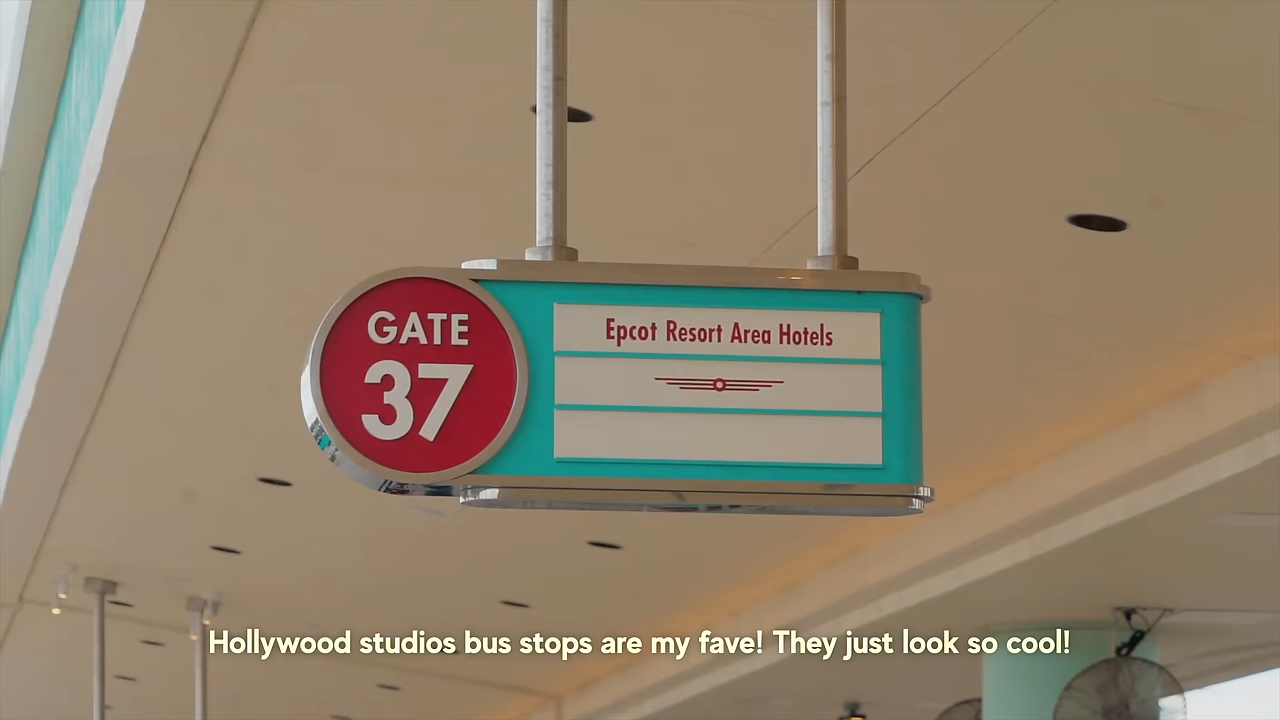 GATE
37
Epcot Resort Area Hotels
Hollywood studios bus stops are my fave! They just look so cool!